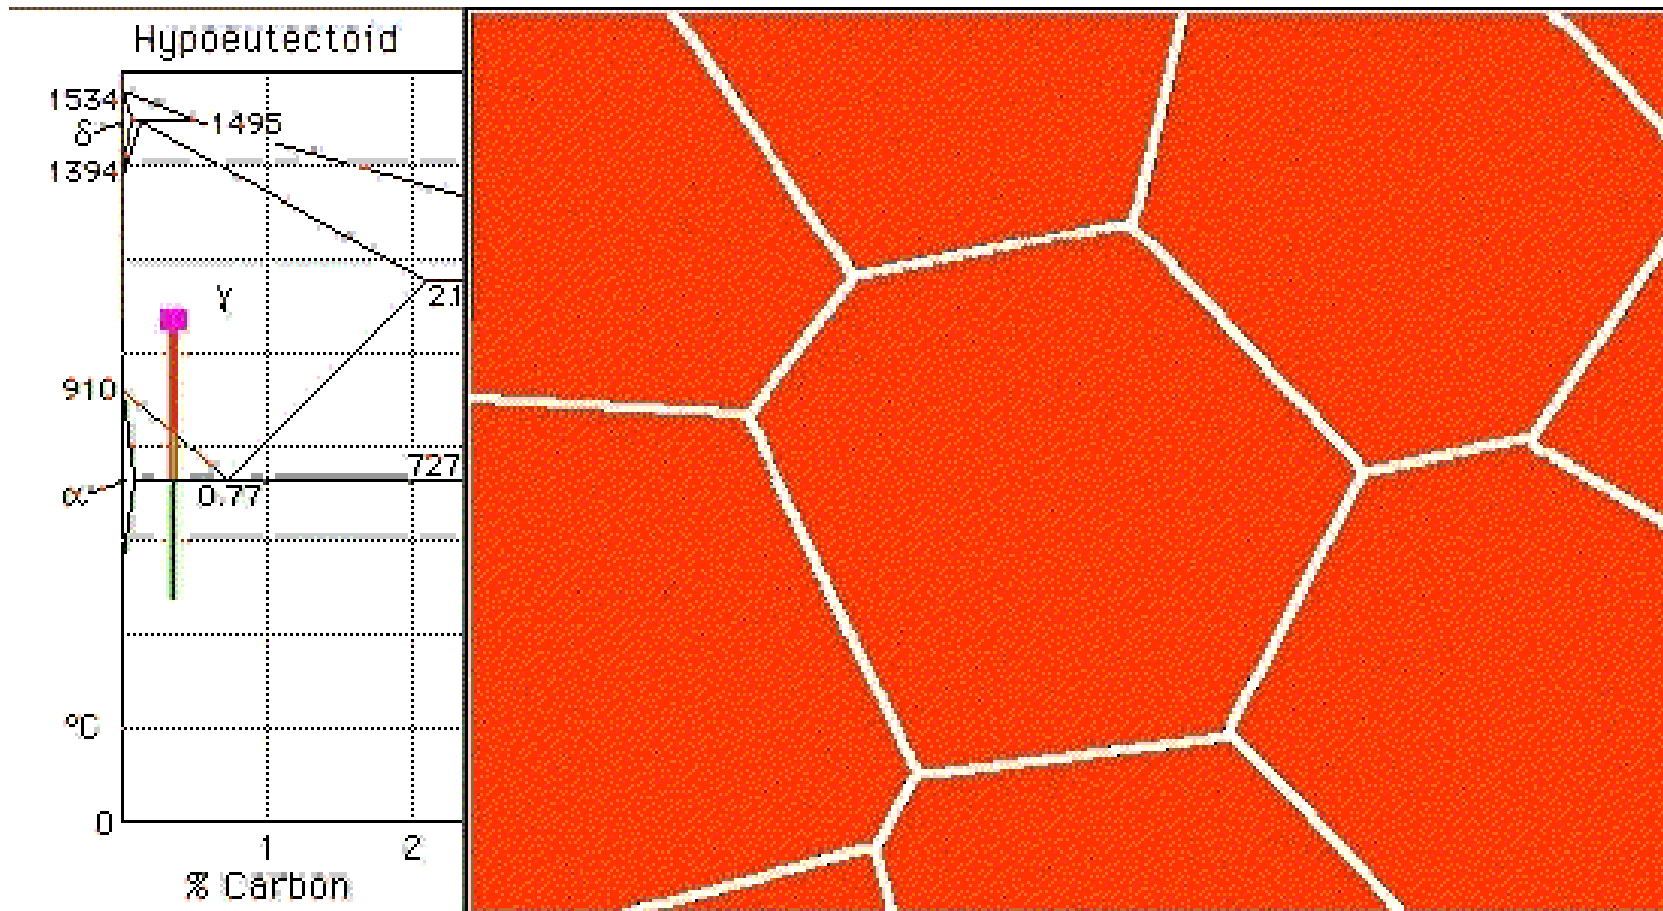 Hypoeutectoid
1534
δ
1495
1394
γ
2.1
910
727
α
0.77
°C
0
1
2
% Carbon